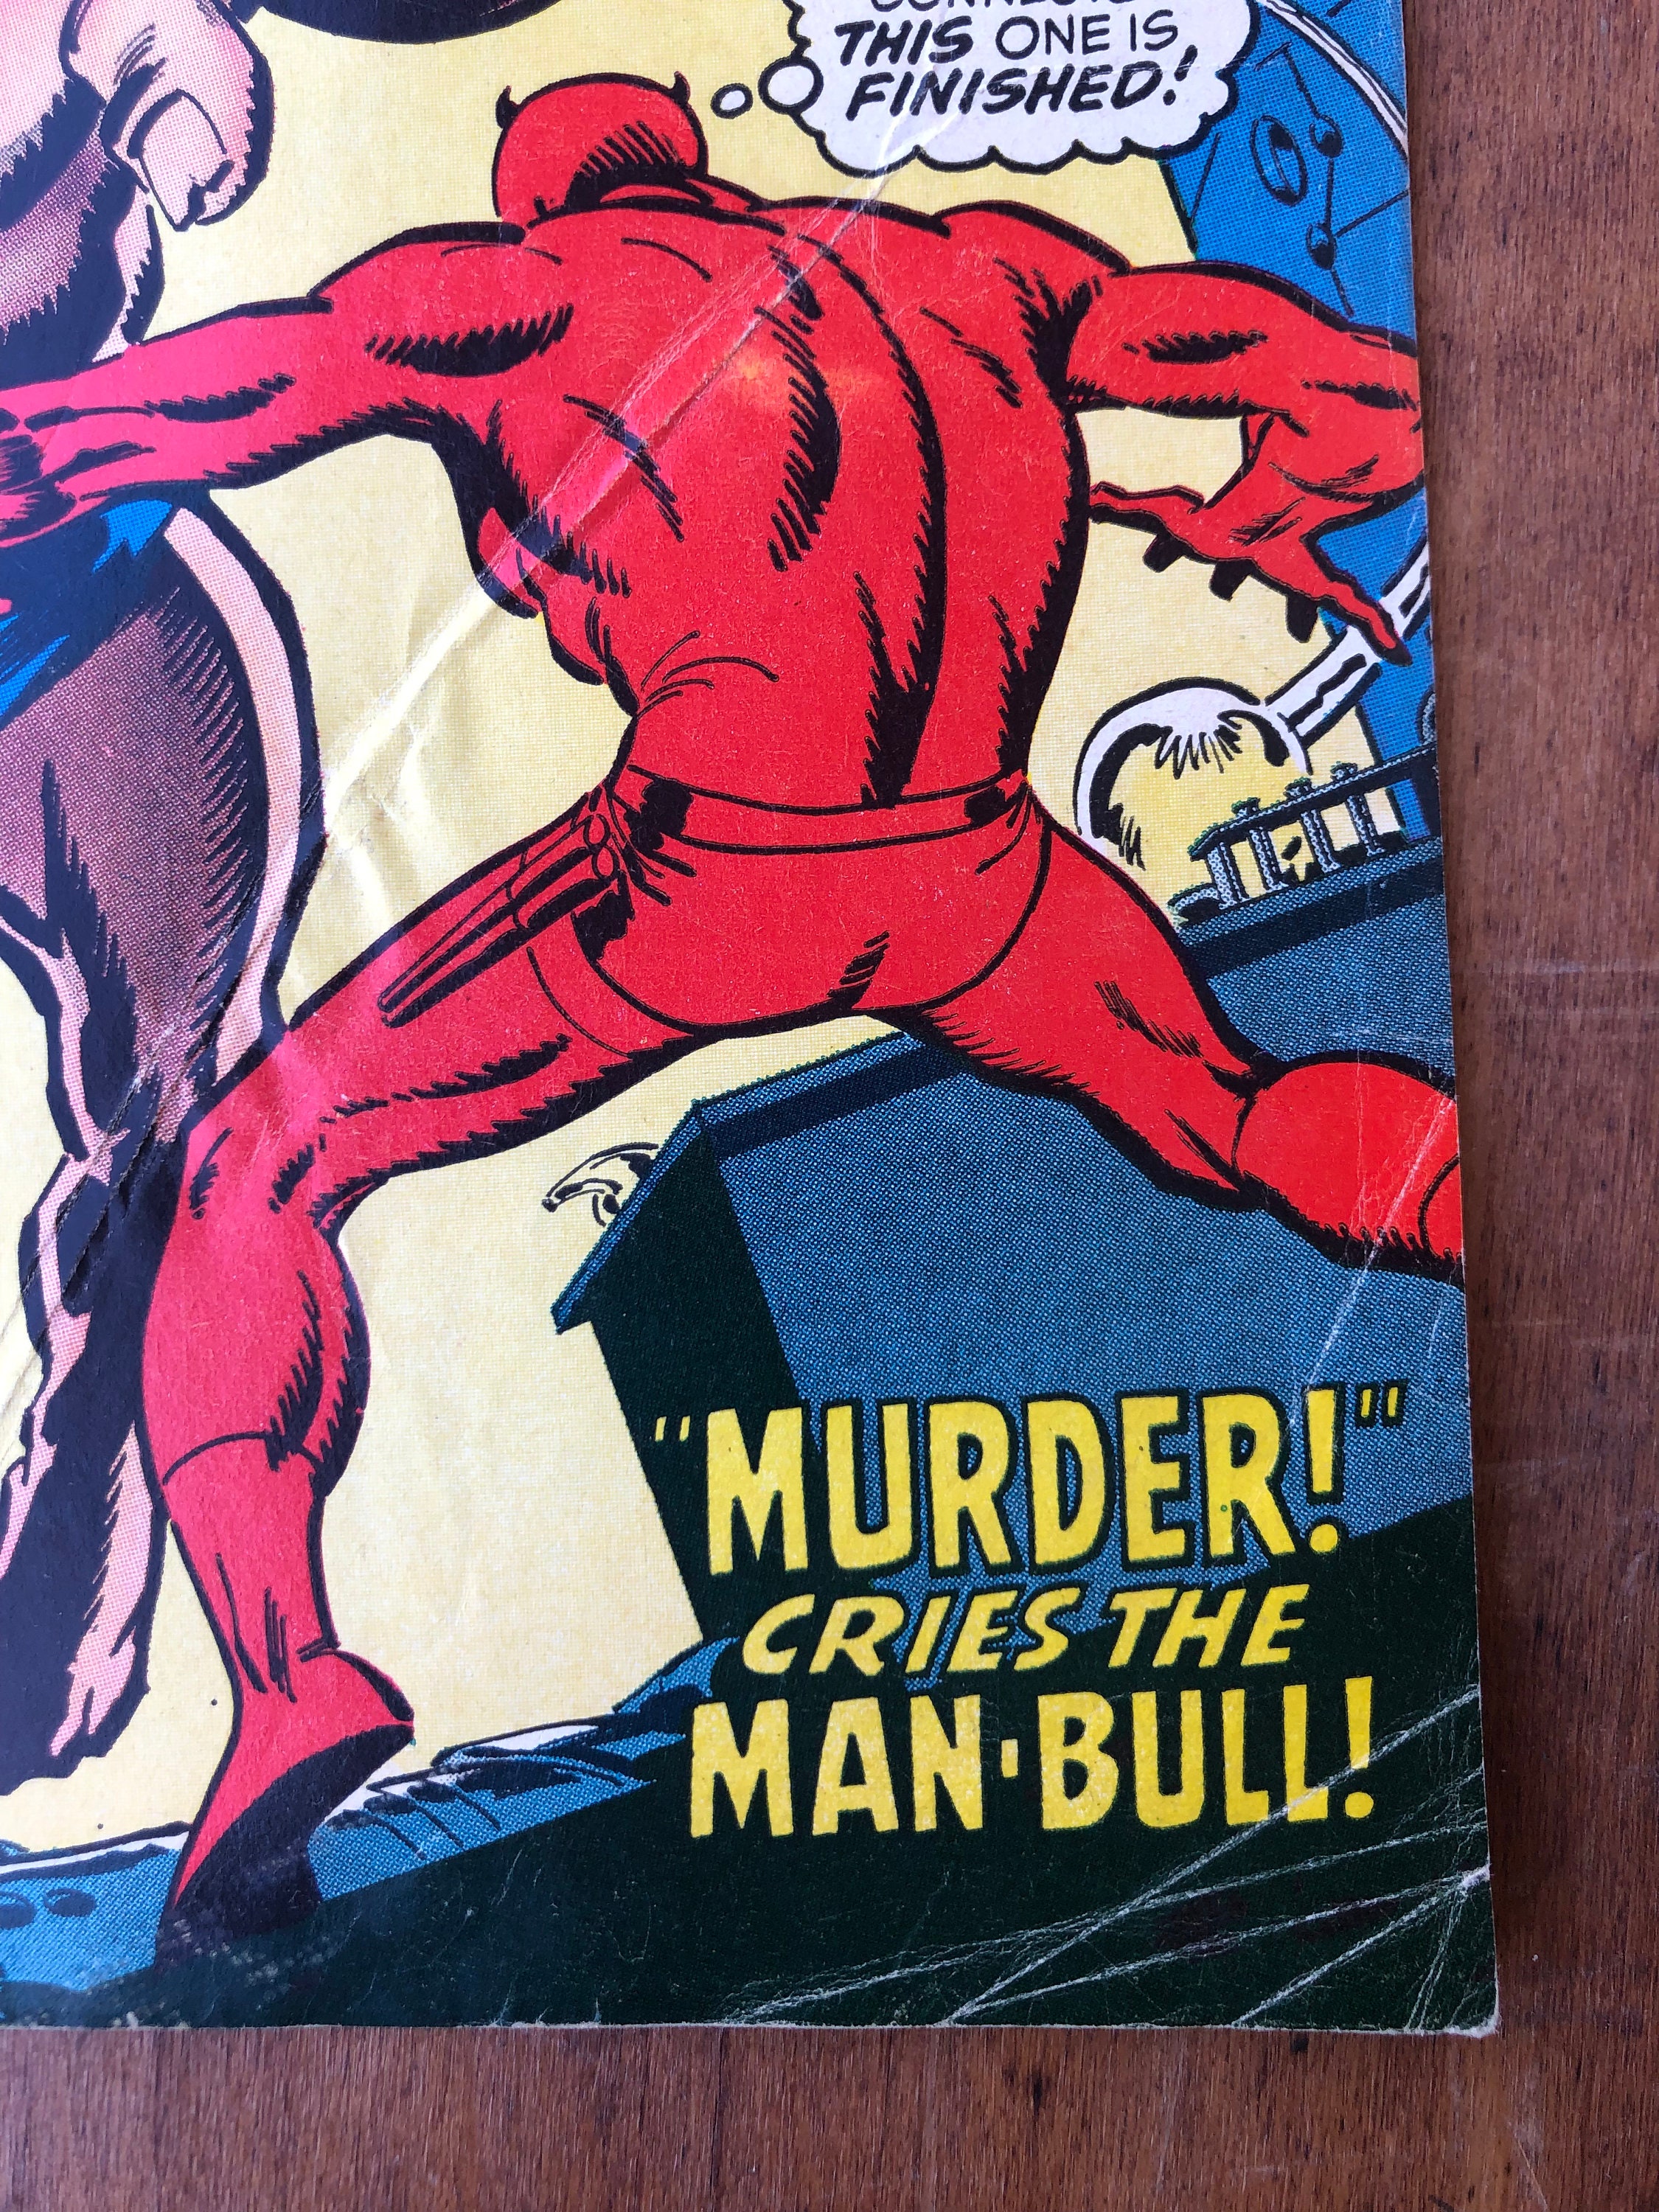 THIS ONE IS
FINISHED!
"MURDER!"
CRIES THE
MAN-BULL!